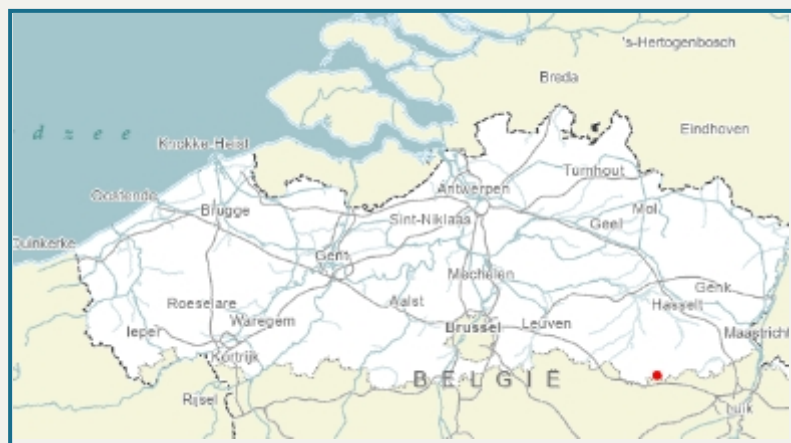 's-Hertogenbosch
Breda
Eindhoven
d z e e
Knokke-Heist
Turnhout
Antwerpen
Oostende
Brugge
Sint-Niklaas
Mol
Geel
Duinkerke
Gent
Mechelen
Genk
Roeselare
Aalst
Hasselt
Ieper
Waregem
Brussel
Leuven
Maastricht
Kortrijk
BELGIË
Rijsel
Luik